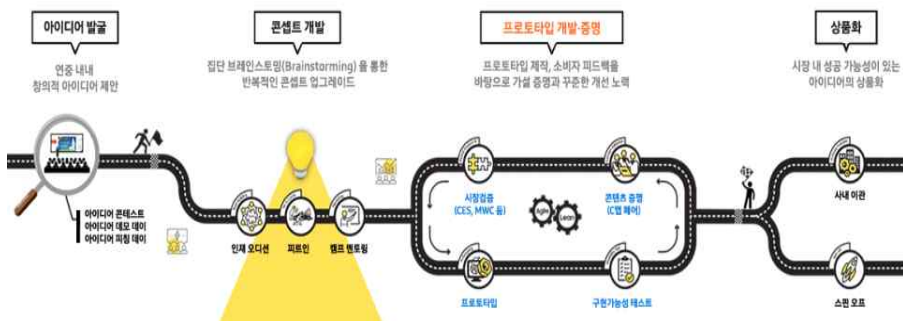 아이디어 발굴
연중 내내
창의적 아이디어 제안
콘셉트 개발
집단 브레인스토밍(Brainstorming) 을 통한
반복적인 콘셉트 업그레이드
프로토타입 개발·증명
프로토타입 제작, 소비자 피드백을
바탕으로 가설 증명과 꾸준한 개선 노력
상품화
시장 내 성공 가능성이 있는
아이디어의 상품화
아이디어 콘테스트
아이디어 데모 데이
아이디어 피칭 데이
인재 오디션
피트인
캠프 멘토링
시장검증
(CES, MWC 등)
콘텐츠 증명
(C랩 페어)
Agile
Lean
프로토타입
구현가능성 테스트
사내 이관
스핀 오프